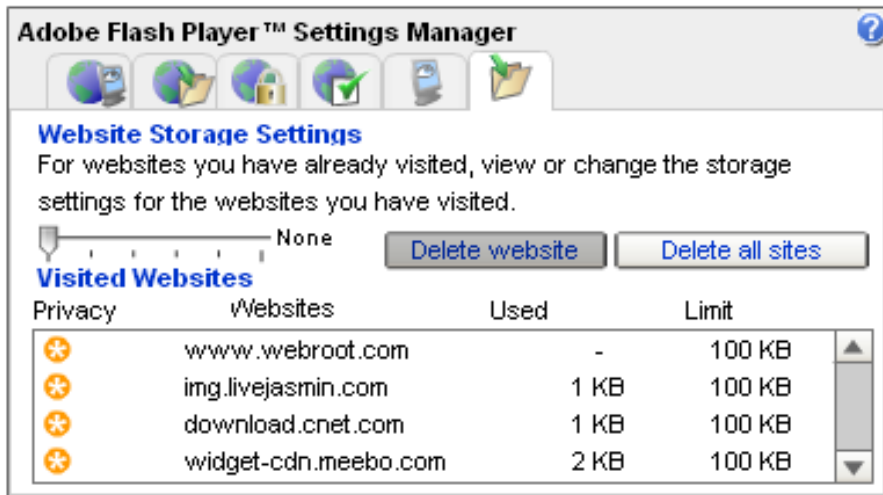 Adobe Flash Player™ Settings Manager
?
Website Storage Settings
For websites you have already visited, view or change the storage
settings for the websites you have visited.
None
Delete website
Delete all sites
Visited Websites
Privacy Websites Used Limit
www.webroot.com - 100 KB
img.livejasmin.com 1 KB 100 KB
download.cnet.com 1 KB 100 KB
widget-cdn.meebo.com 2 KB 100 KB